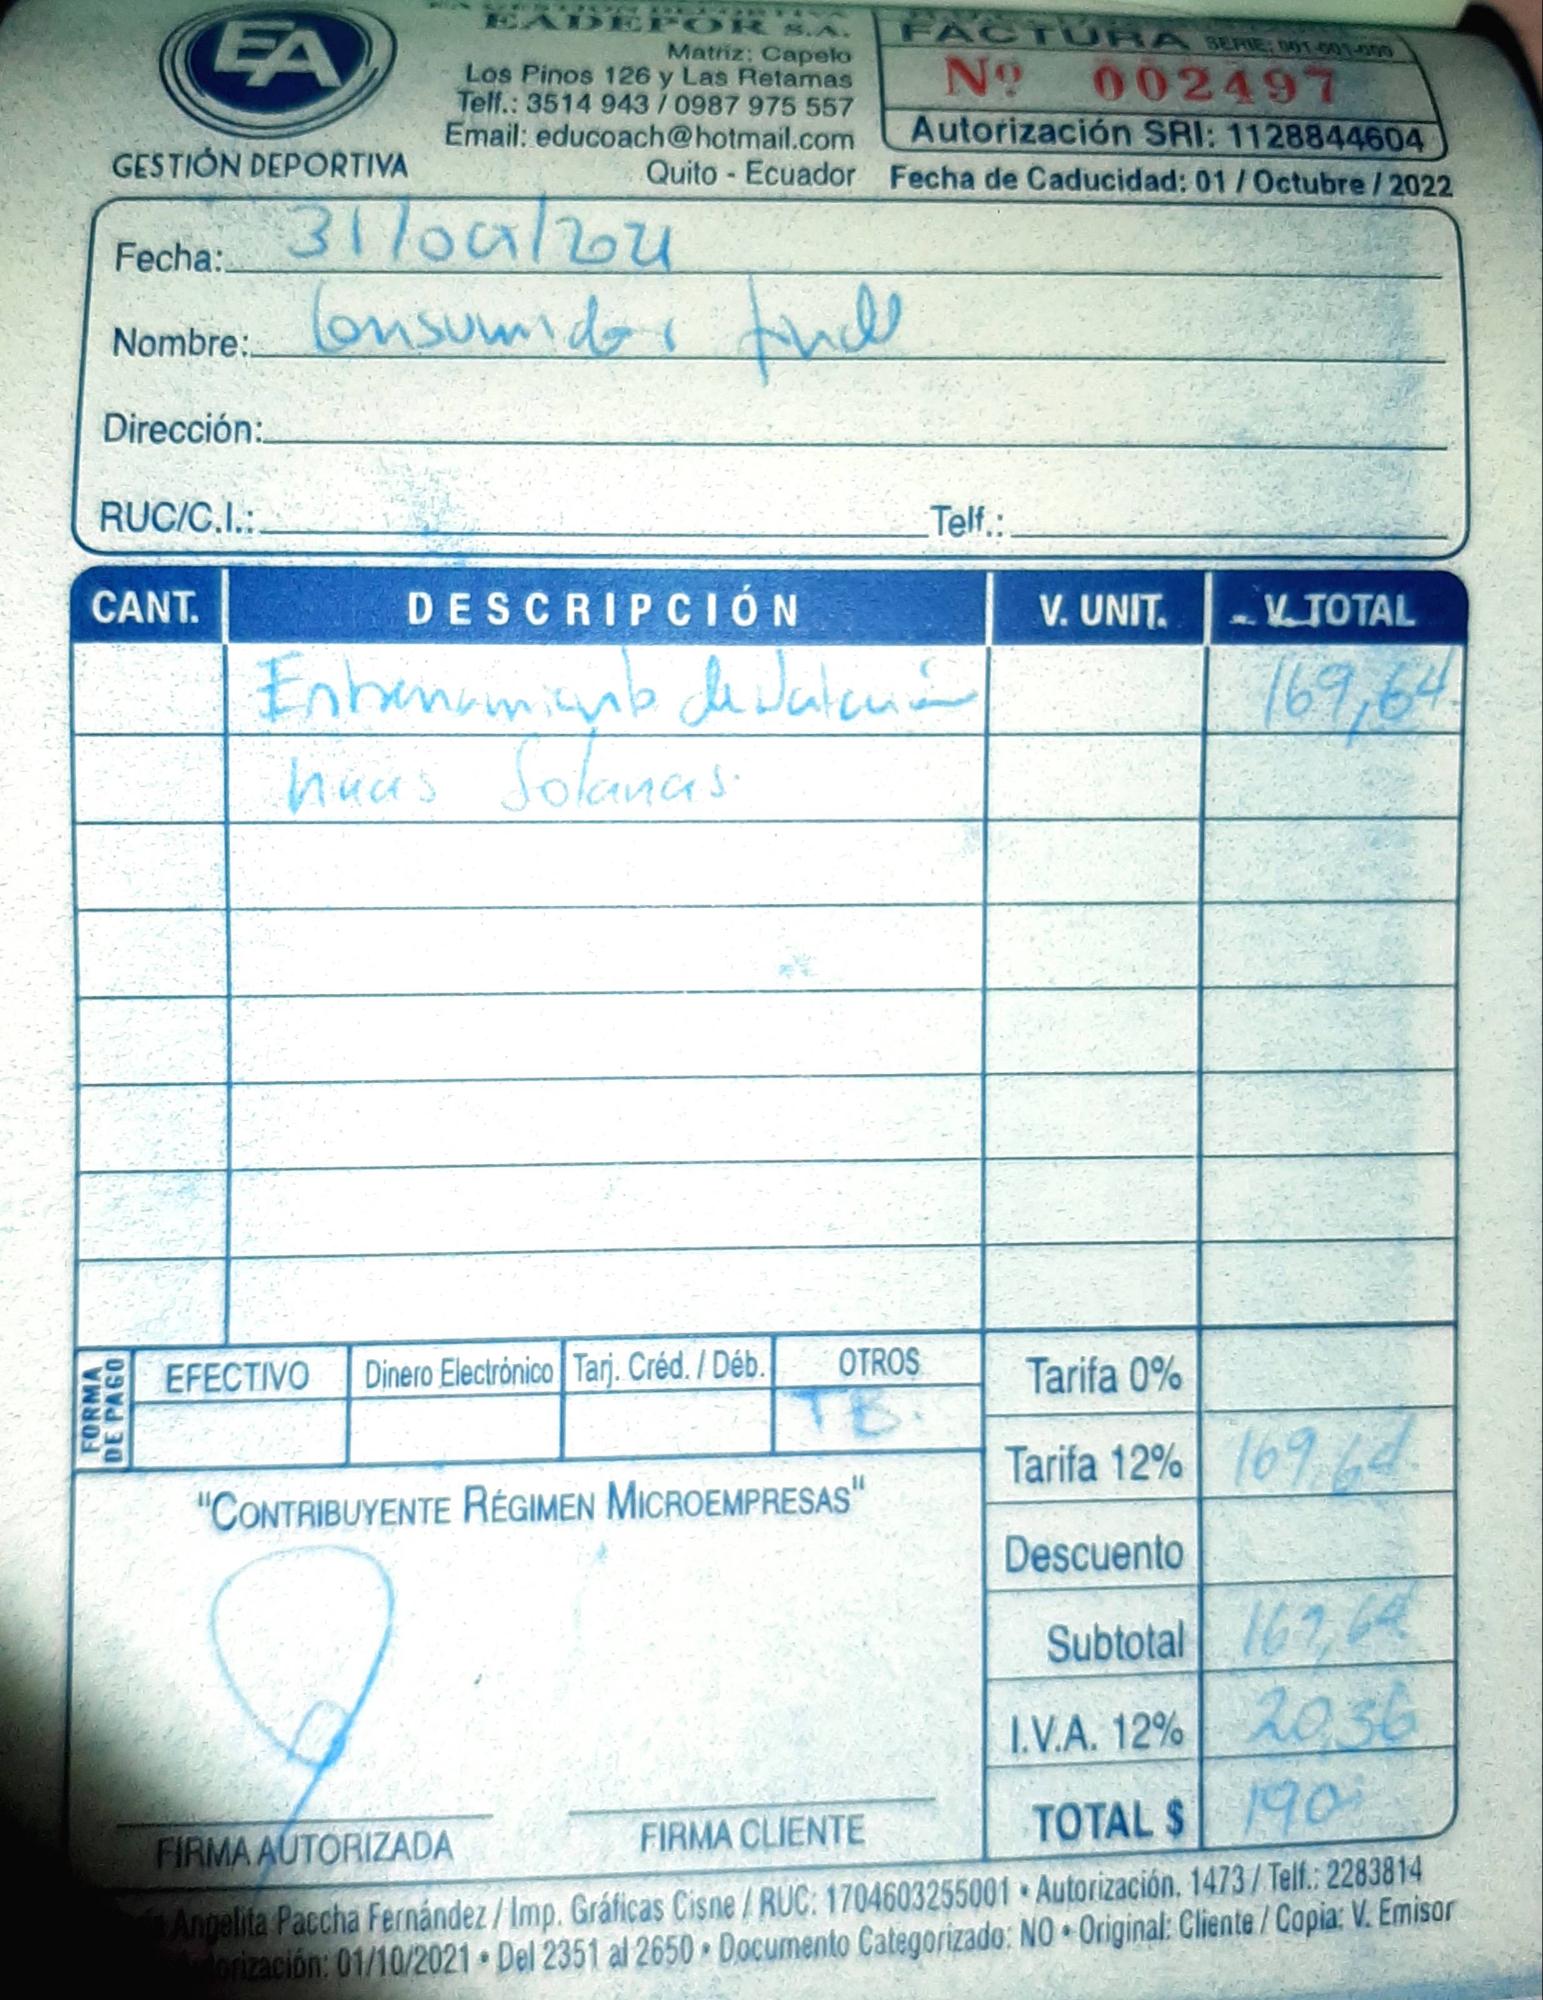 EA
GESTIÓN DEPORTIVA
EADEPOR S.A.
Matríz: Capelo
Los Pinos 126 y Las Retamas
Telf.: 3514 943 / 0987 975 557
Email: educoach@hotmail.com
Quito - Ecuador
FACTURA SERIE: 001-001-000
Nº 002497
Autorización SRI: 1128844604
Fecha de Caducidad: 01 / Octubre / 2022
Fecha: 31/oct/2021
Nombre: Consumidor final
Dirección:
RUC/C.I.: Telf.:
CANT. DESCRIPCIÓN V. UNIT. V. TOTAL
Entrenamiento de Natación 169,64
Solanas.
FORMA DE PAGO
EFECTIVO Dinero Electrónico Tarj. Créd. / Déb. OTROS
TB.
Tarifa 0%
Tarifa 12% 169,64
Descuento
Subtotal 169,64
I.V.A. 12% 20,36
TOTAL $ 190
"CONTRIBUYENTE RÉGIMEN MICROEMPRESAS"
FIRMA AUTORIZADA FIRMA CLIENTE
Angelita Paccha Fernández / Imp. Gráficas Cisne / RUC: 1704603255001 • Autorización. 1473 / Telf.: 2283814
01/10/2021 • Del 2351 al 2650 • Documento Categorizado: NO • Original: Cliente / Copia: V. Emisor